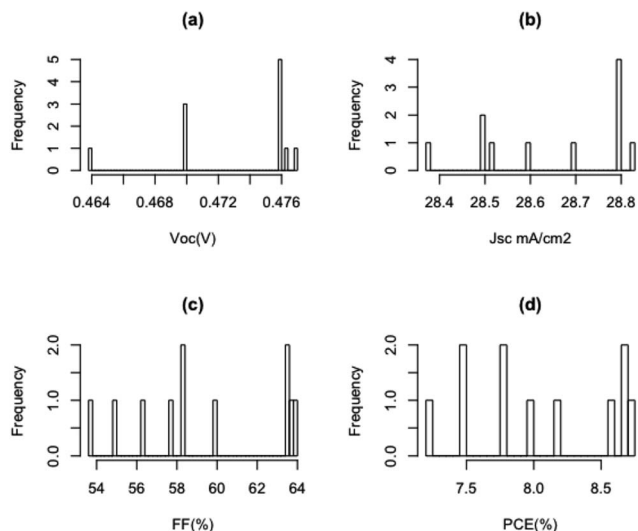 (a)
Frequency
0 1 2 3 4 5
0.464 0.468 0.472 0.476
Voc(V)
(b)
Frequency
0 1 2 3 4
28.4 28.5 28.6 28.7 28.8
Jsc mA/cm2
(c)
Frequency
0.0 1.0 2.0
54 56 58 60 62 64
FF(%)
(d)
Frequency
0.0 1.0 2.0
7.5 8.0 8.5
PCE(%)